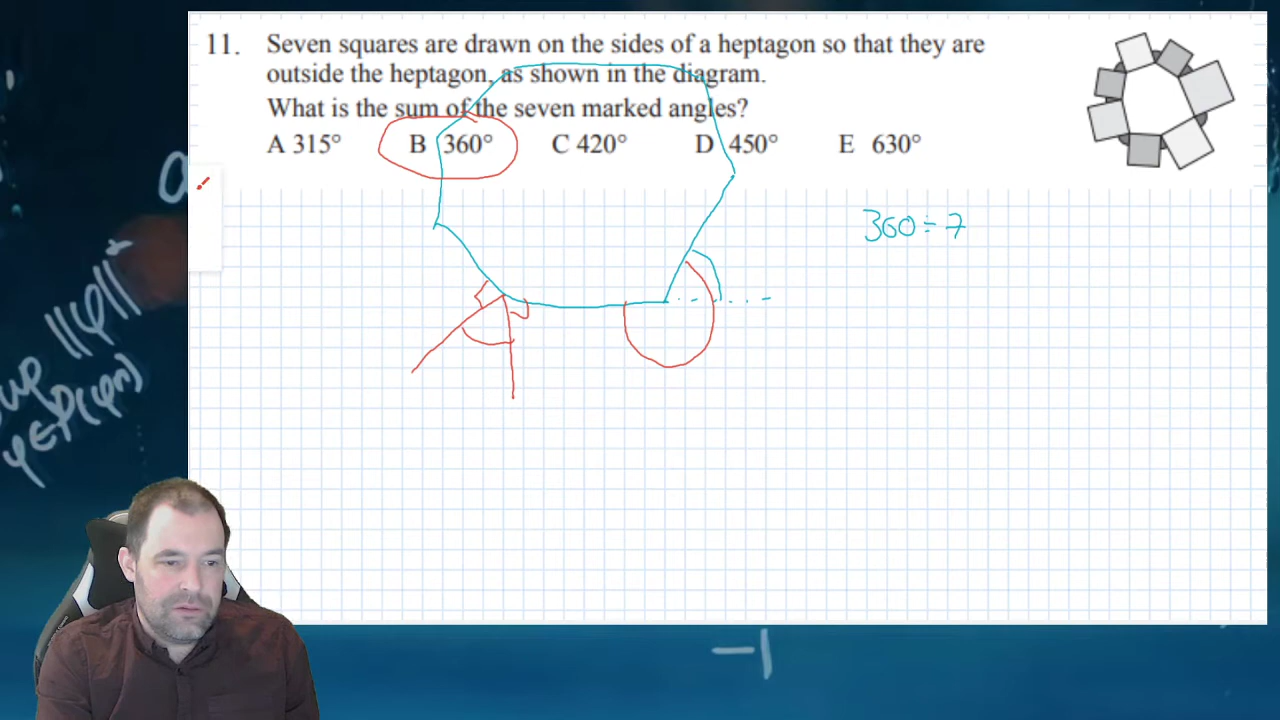 11. Seven squares are drawn on the sides of a heptagon so that they are
outside the heptagon, as shown in the diagram.
What is the sum of the seven marked angles?
A 315° B 360° C 420° D 450° E 630°
360÷7
||φ||
-1